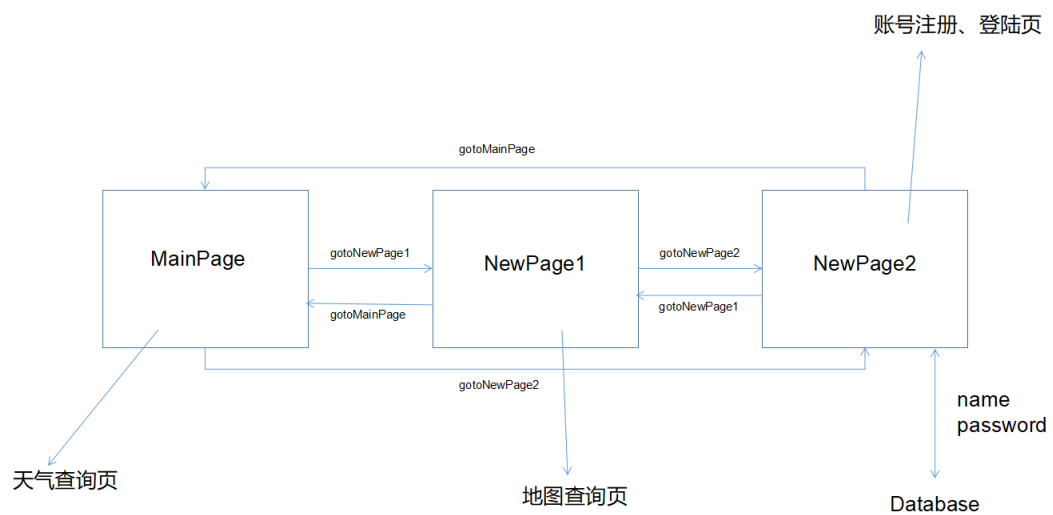 账号注册、登陆页
gotoMainPage
MainPage
gotoNewPage1
gotoMainPage
NewPage1
gotoNewPage2
gotoNewPage1
NewPage2
gotoNewPage2
name
password
天气查询页
地图查询页
Database